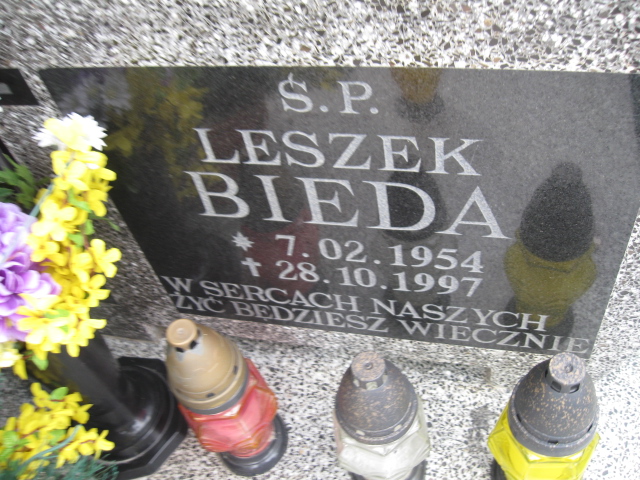 Ś.P.
LESZEK
BIEDA
* 7.02.1954
✝ 28.10.1997
W SERCACH NASZYCH
ŻYĆ BĘDZIESZ WIECZNIE